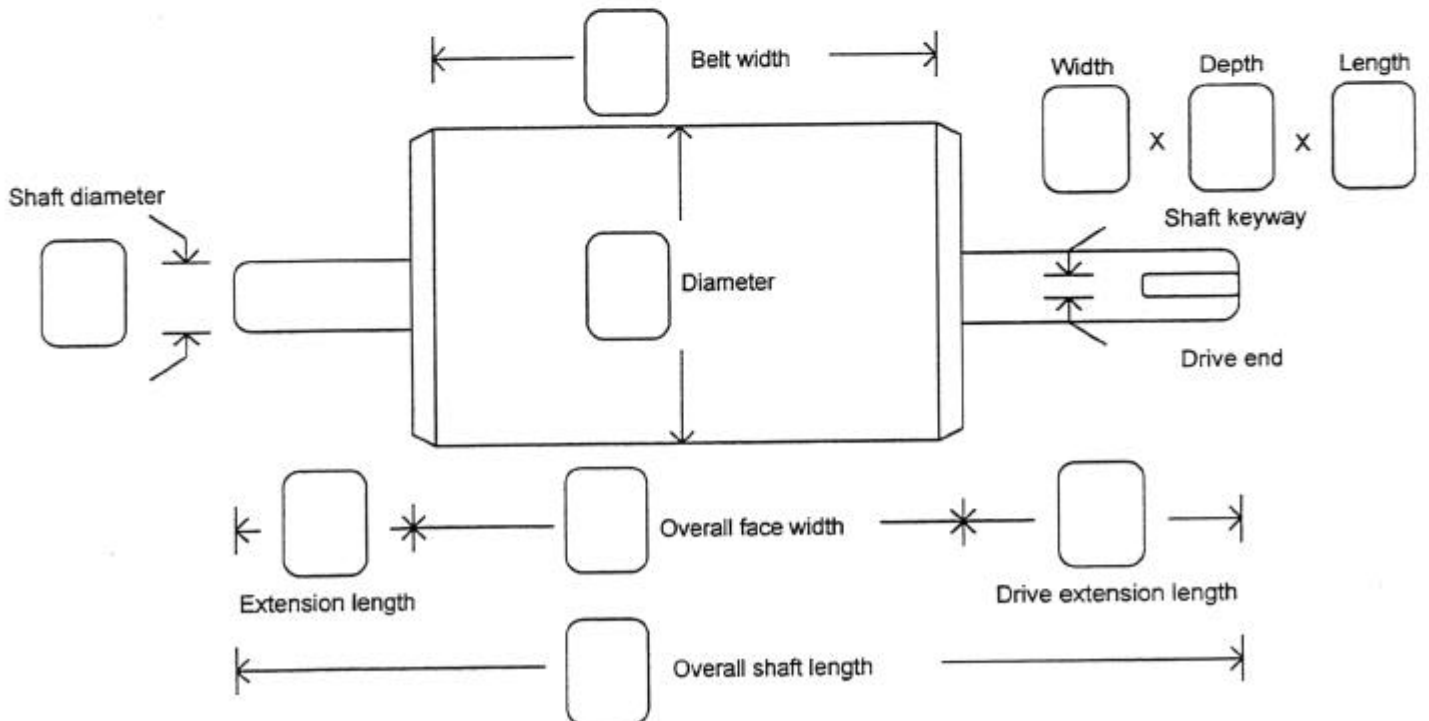 Belt width
Width
Depth
Length
X
X
Shaft diameter
Shaft keyway
Diameter
Drive end
Overall face width
Extension length
Drive extension length
Overall shaft length